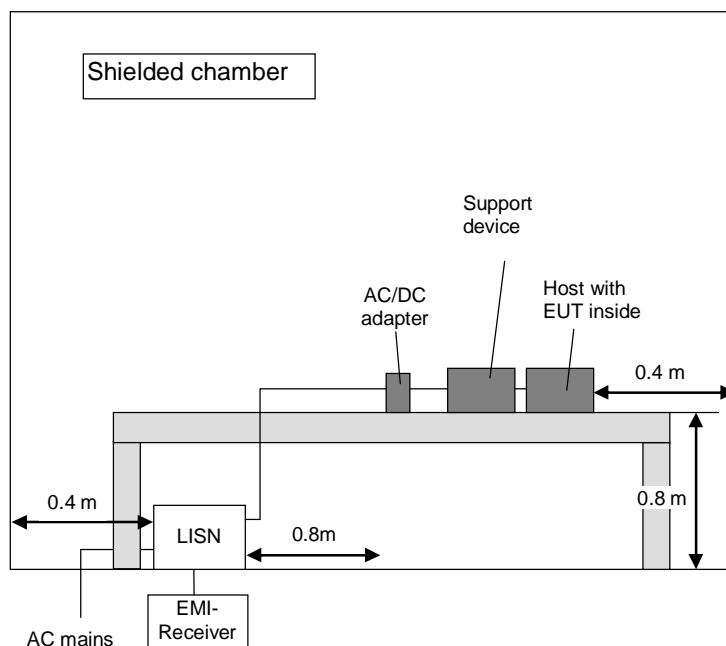 Shielded chamber
Support
device
AC/DC
adapter
Host with
EUT inside
0.4 m
0.4 m
0.8 m
LISN
0.8m
EMI-
Receiver
AC mains